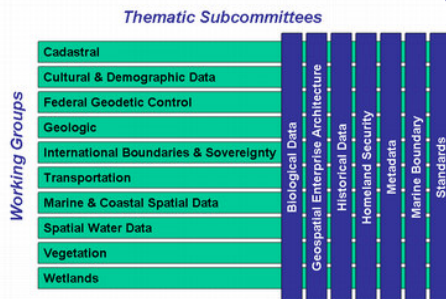 Thematic Subcommittees
Working Groups
Cadastral
Cultural & Demographic Data
Federal Geodetic Control
Geologic
International Boundaries & Sovereignty
Transportation
Marine & Coastal Spatial Data
Spatial Water Data
Vegetation
Wetlands
Biological Data
Geospatial Enterprise Architecture
Historical Data
Homeland Security
Metadata
Marine Boundary
Standards